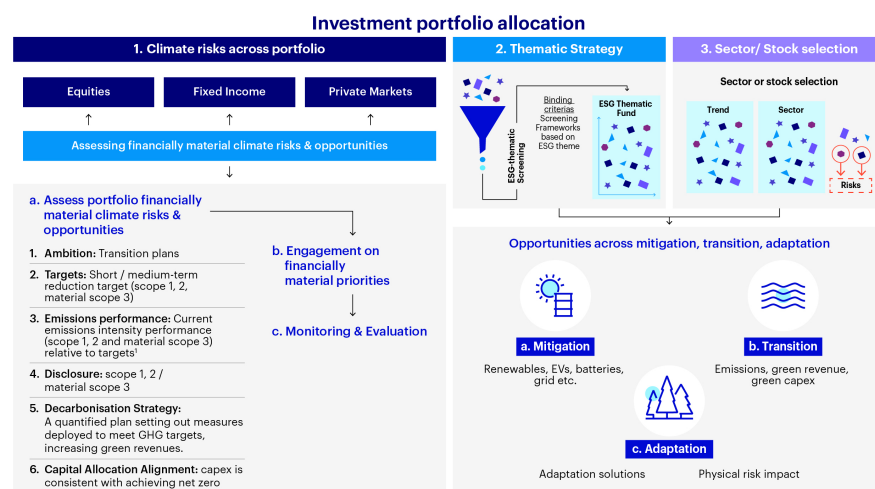 Investment portfolio allocation
1. Climate risks across portfolio
Equities
Fixed Income
Private Markets
Assessing financially material climate risks & opportunities
a. Assess portfolio financially
material climate risks &
opportunities
1. Ambition: Transition plans
2. Targets: Short / medium-term
reduction target (scope 1, 2,
material scope 3)
3. Emissions performance: Current
emissions intensity performance
(scope 1, 2 and material scope 3)
relative to targets¹
4. Disclosure: scope 1, 2 /
material scope 3
5. Decarbonisation Strategy:
A quantified plan setting out measures
deployed to meet GHG targets,
increasing green revenues.
6. Capital Allocation Alignment: capex is
consistent with achieving net zero
b. Engagement on
financially
material priorities
c. Monitoring & Evaluation
2. Thematic Strategy
ESG-thematic
Screening
Binding
criterias
Screening
Frameworks
based on
ESG theme
ESG Thematic
Fund
3. Sector/ Stock selection
Sector or stock selection
Trend
Sector
Risks
Opportunities across mitigation, transition, adaptation
a. Mitigation
Renewables, EVs, batteries,
grid etc.
b. Transition
Emissions, green revenue,
green capex
c. Adaptation
Adaptation solutions
Physical risk impact